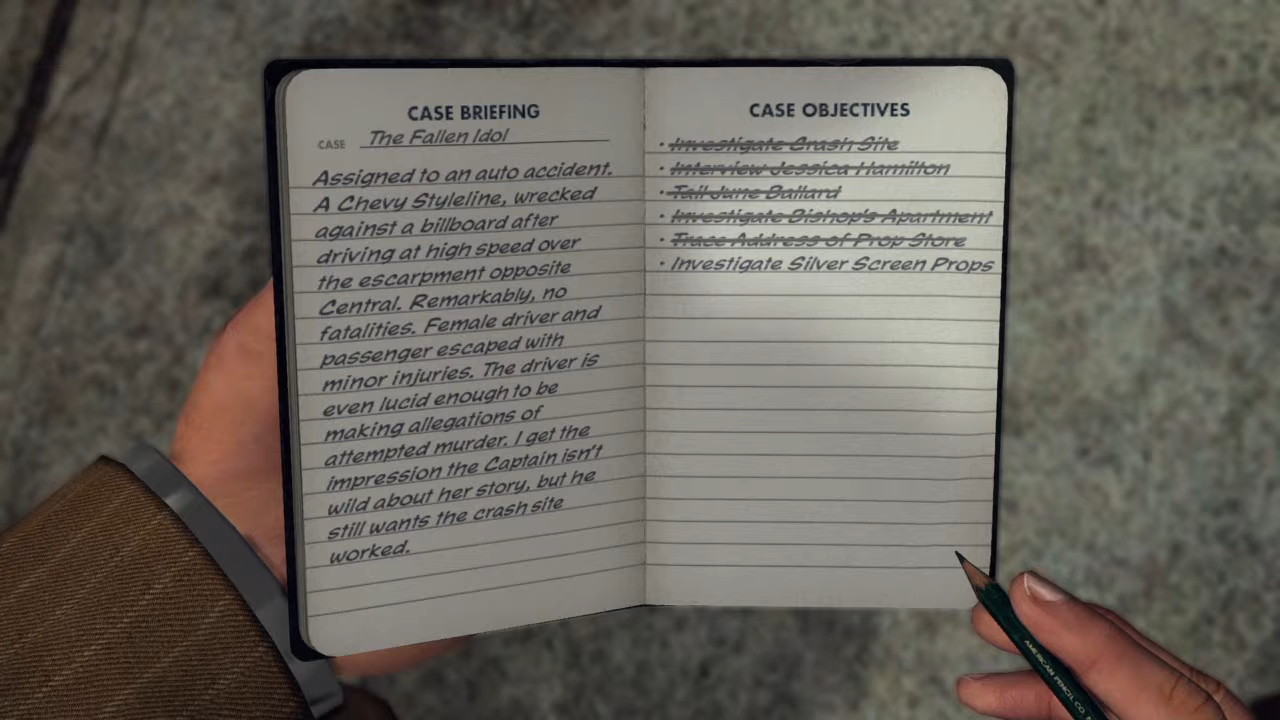 CASE BRIEFING
CASE The Fallen Idol
Assigned to an auto accident.
A Chevy Styleline, wrecked
against a billboard after
driving at high speed over
the escarpment opposite
Central. Remarkably, no
fatalities. Female driver and
passenger escaped with
minor injuries. The driver is
even lucid enough to be
making allegations of
attempted murder. I get the
impression the Captain isn't
wild about her story, but he
still wants the crash site
worked.
CASE OBJECTIVES
· Investigate Crash Site
· Interview Jessica Hamilton
· Tail June Ballard
· Investigate Bishop's Apartment
· Trace Address of Prop Store
· Investigate Silver Screen Props
AMERICAN PENCIL CO.